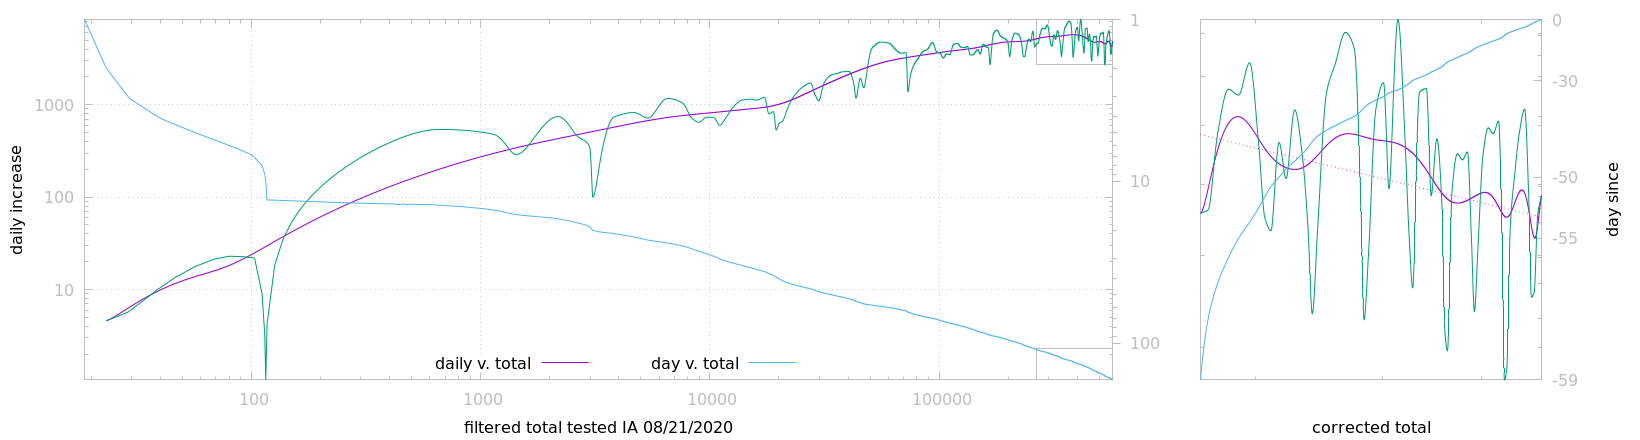 daily increase
1000
100
10
100
1000
10000
100000
1
10
100
daily v. total
day v. total
filtered total tested IA 08/21/2020
0
-30
-50
-55
-59
day since
corrected total